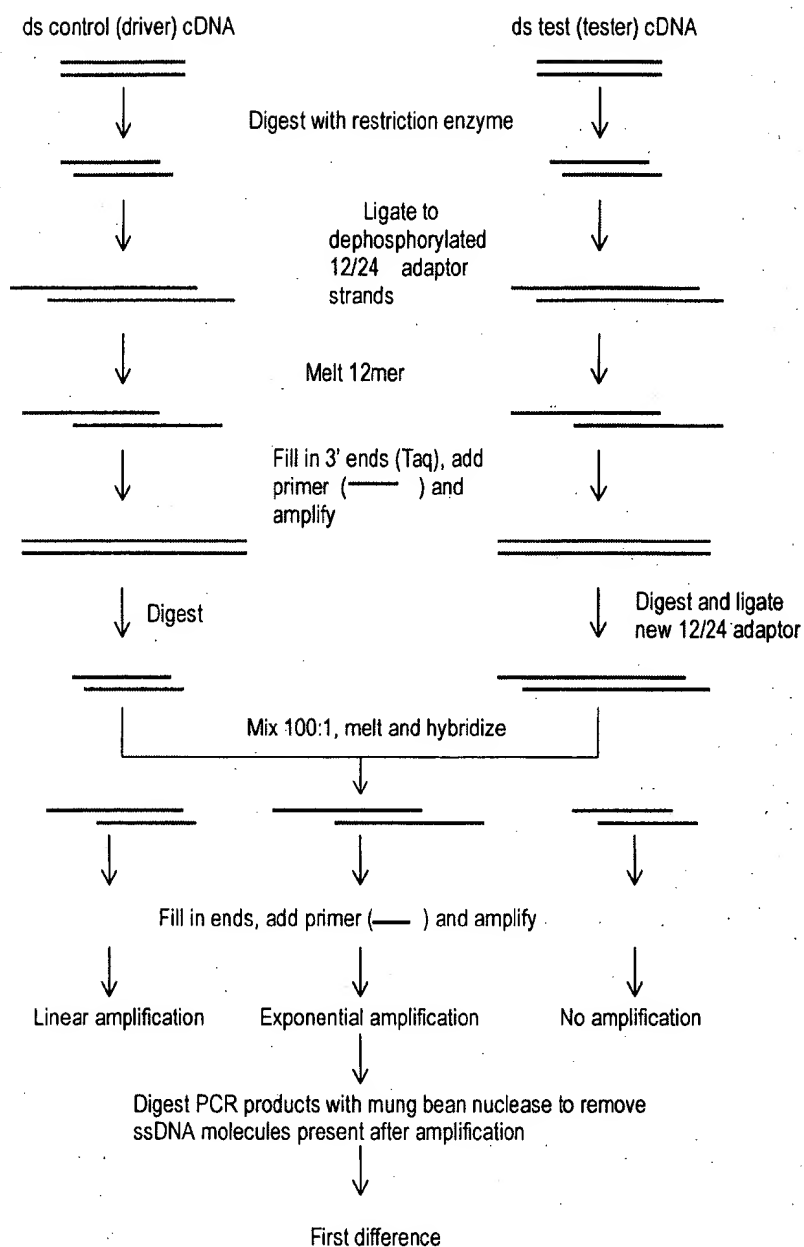 ds control (driver) cDNA
ds test (tester) cDNA
Digest with restriction enzyme
Ligate to
dephosphorylated
12/24 adaptor
strands
Melt 12mer
Fill in 3' ends (Taq), add
primer ( ) and
amplify
Digest
Digest and ligate
new 12/24 adaptor
Mix 100:1, melt and hybridize
Fill in ends, add primer ( ) and amplify
Linear amplification
Exponential amplification
No amplification
Digest PCR products with mung bean nuclease to remove
ssDNA molecules present after amplification
First difference